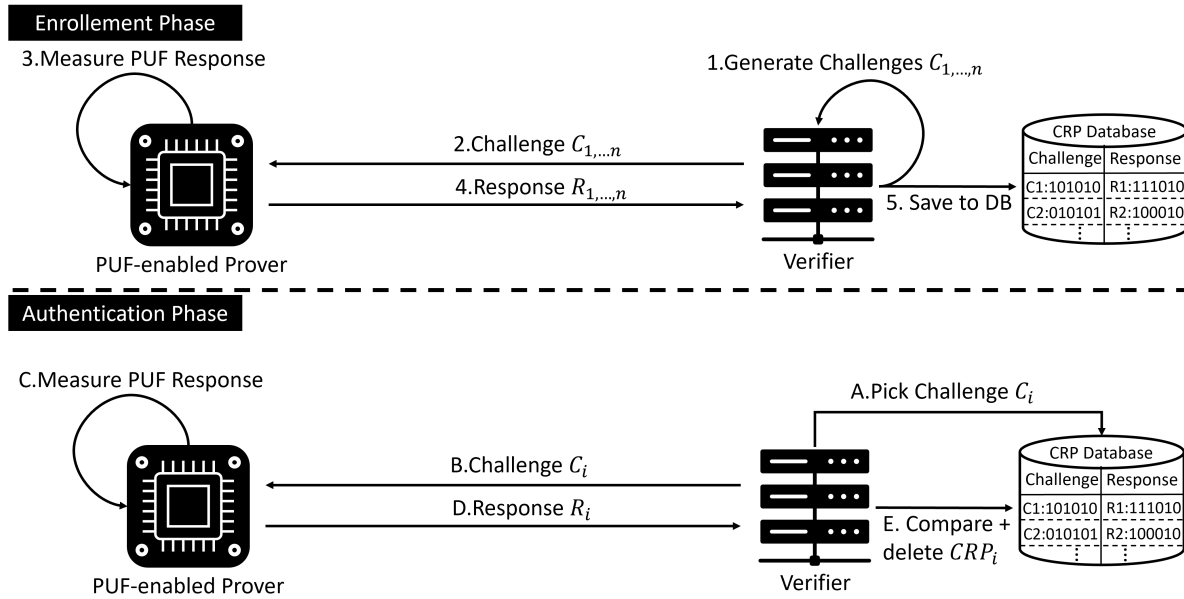 Enrollement Phase
3.Measure PUF Response
1.Generate Challenges C₁,...,ₙ
2.Challenge C₁,...ₙ
4.Response R₁,...,ₙ
5. Save to DB
CRP Database
Challenge Response
C1:101010 R1:111010
C2:010101 R2:100010
⋮ ⋮
PUF-enabled Prover
Verifier
Authentication Phase
C.Measure PUF Response
A.Pick Challenge Cᵢ
B.Challenge Cᵢ
D.Response Rᵢ
E. Compare +
delete CRPᵢ
CRP Database
Challenge Response
C1:101010 R1:111010
C2:010101 R2:100010
⋮ ⋮
PUF-enabled Prover
Verifier